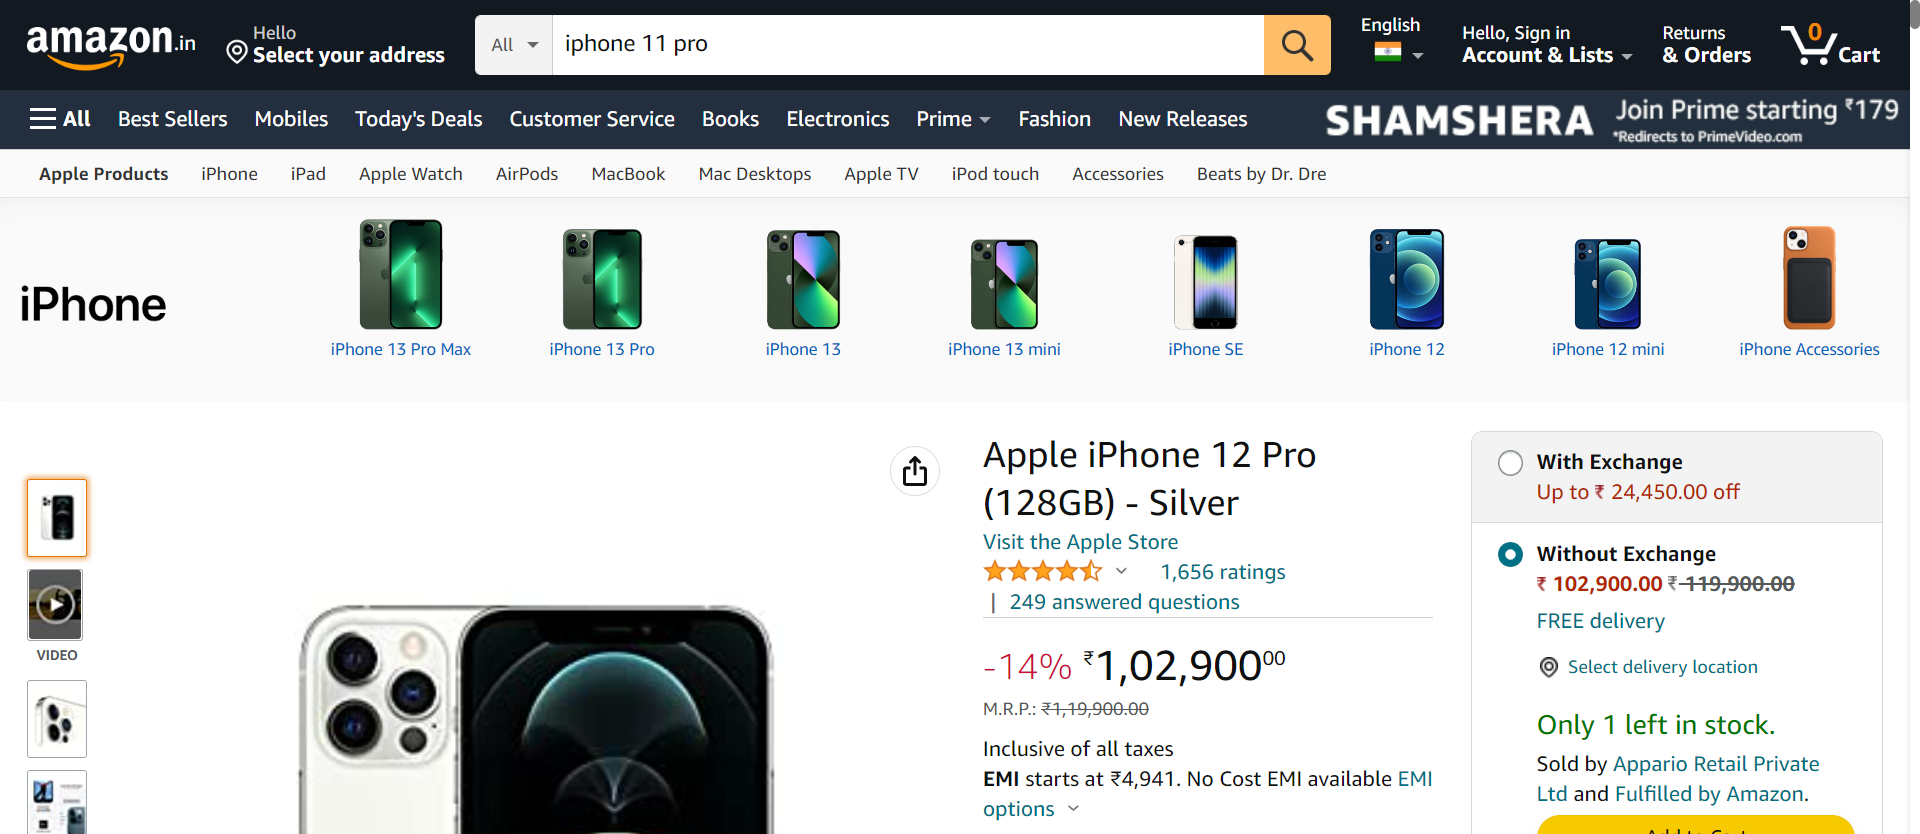 amazon.in
Hello
Select your address
All
iphone 11 pro
English
Hello, Sign in
Account & Lists
Returns
& Orders
0
Cart
All
Best Sellers
Mobiles
Today's Deals
Customer Service
Books
Electronics
Prime
Fashion
New Releases
SHAMSHERA
Join Prime starting ₹179
*Redirects to PrimeVideo.com
Apple Products
iPhone
iPad
Apple Watch
AirPods
MacBook
Mac Desktops
Apple TV
iPod touch
Accessories
Beats by Dr. Dre
iPhone
iPhone 13 Pro Max
iPhone 13 Pro
iPhone 13
iPhone 13 mini
iPhone SE
iPhone 12
iPhone 12 mini
iPhone Accessories
VIDEO
Apple iPhone 12 Pro
(128GB) - Silver
Visit the Apple Store
1,656 ratings
| 249 answered questions
-14% ₹1,02,90000
M.R.P.: ₹1,19,900.00
Inclusive of all taxes
EMI starts at ₹4,941. No Cost EMI available EMI
options
With Exchange
Up to ₹ 24,450.00 off
Without Exchange
₹ 102,900.00 ₹ 119,900.00
FREE delivery
Select delivery location
Only 1 left in stock.
Sold by Appario Retail Private
Ltd and Fulfilled by Amazon.
Add to Cart